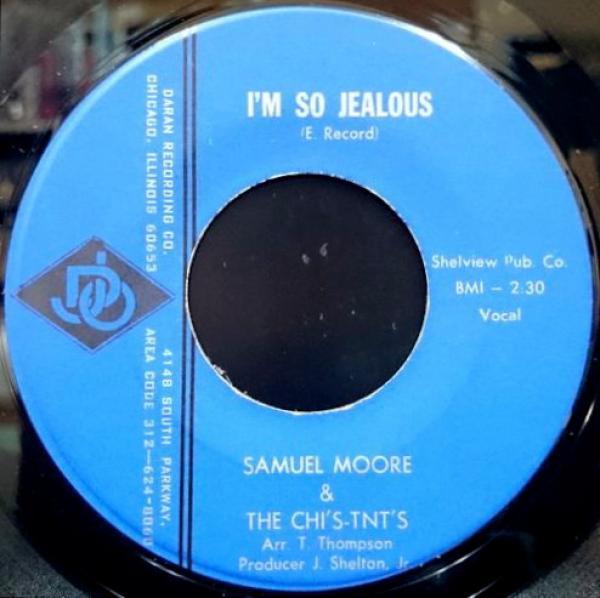 I'M SO JEALOUS
(E. Record)
DARAN RECORDING CO.
4148 SOUTH PARKWAY,
CHICAGO, ILLINOIS 60653
AREA CODE 312—624-8060
DJO
Shelview Pub. Co.
BMI – 2:30
Vocal
SAMUEL MOORE
&
THE CHI'S-TNT'S
Arr. T. Thompson
Producer J. Shelton, Jr.